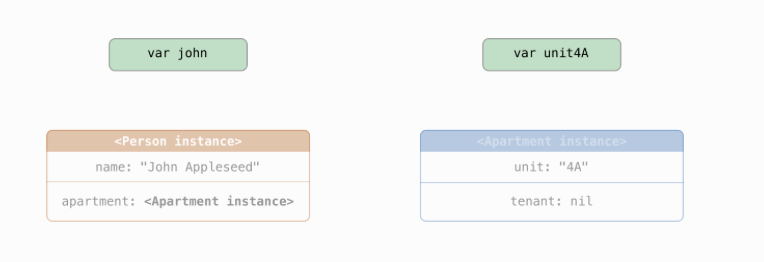 var john
var unit4A
<Person instance>
name: "John Appleseed"
apartment: <Apartment instance>
<Apartment instance>
unit: "4A"
tenant: nil